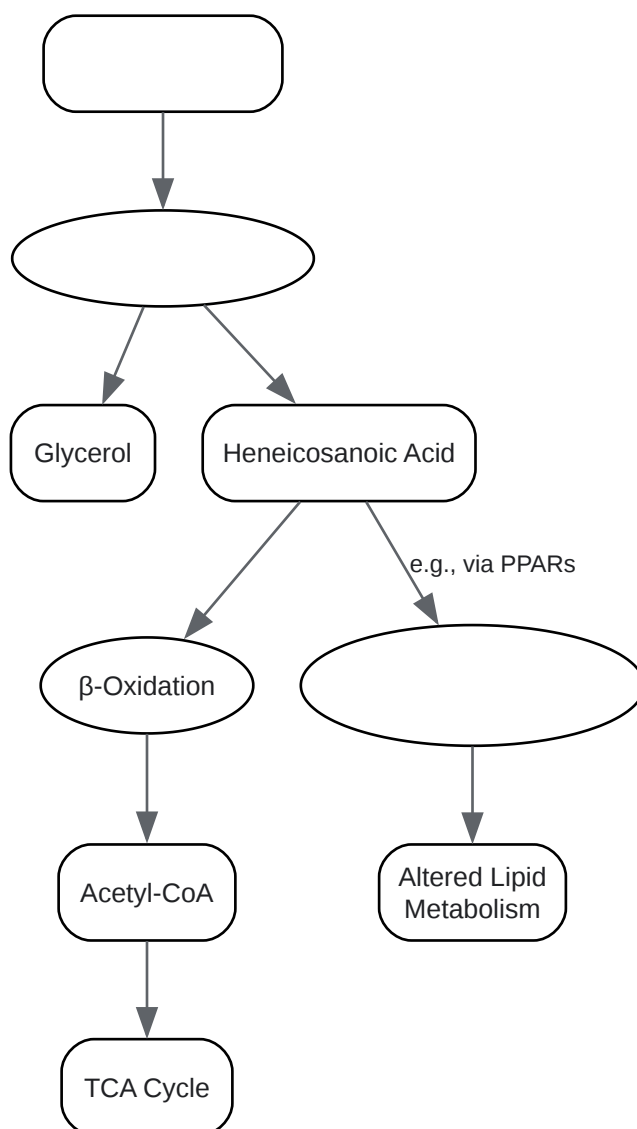 Glycerol
Heneicosanoic Acid
e.g., via PPARs
β-Oxidation
Acetyl-CoA
Altered Lipid
Metabolism
TCA Cycle